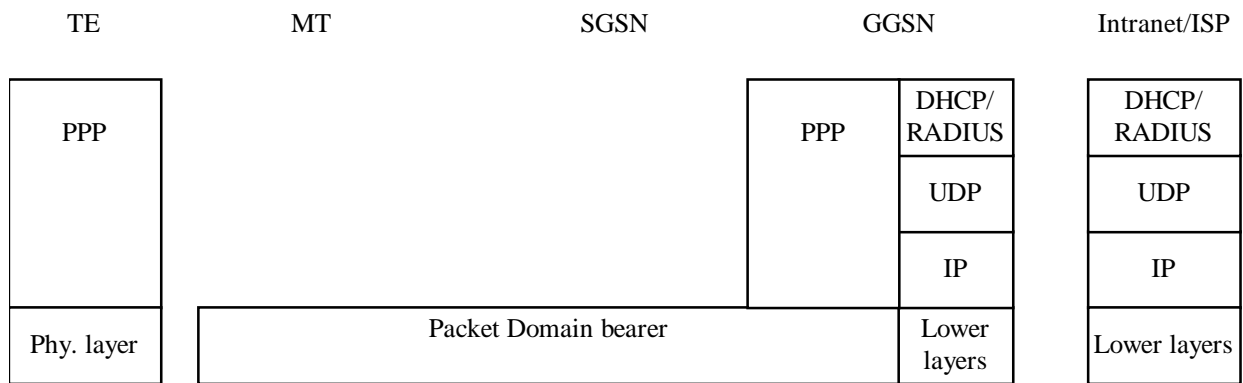 TE MT SGSN GGSN Intranet/ISP
PPP
PPP
DHCP/
RADIUS
DHCP/
RADIUS
UDP
UDP
IP
IP
Phy. layer
Packet Domain bearer
Lower
layers
Lower layers